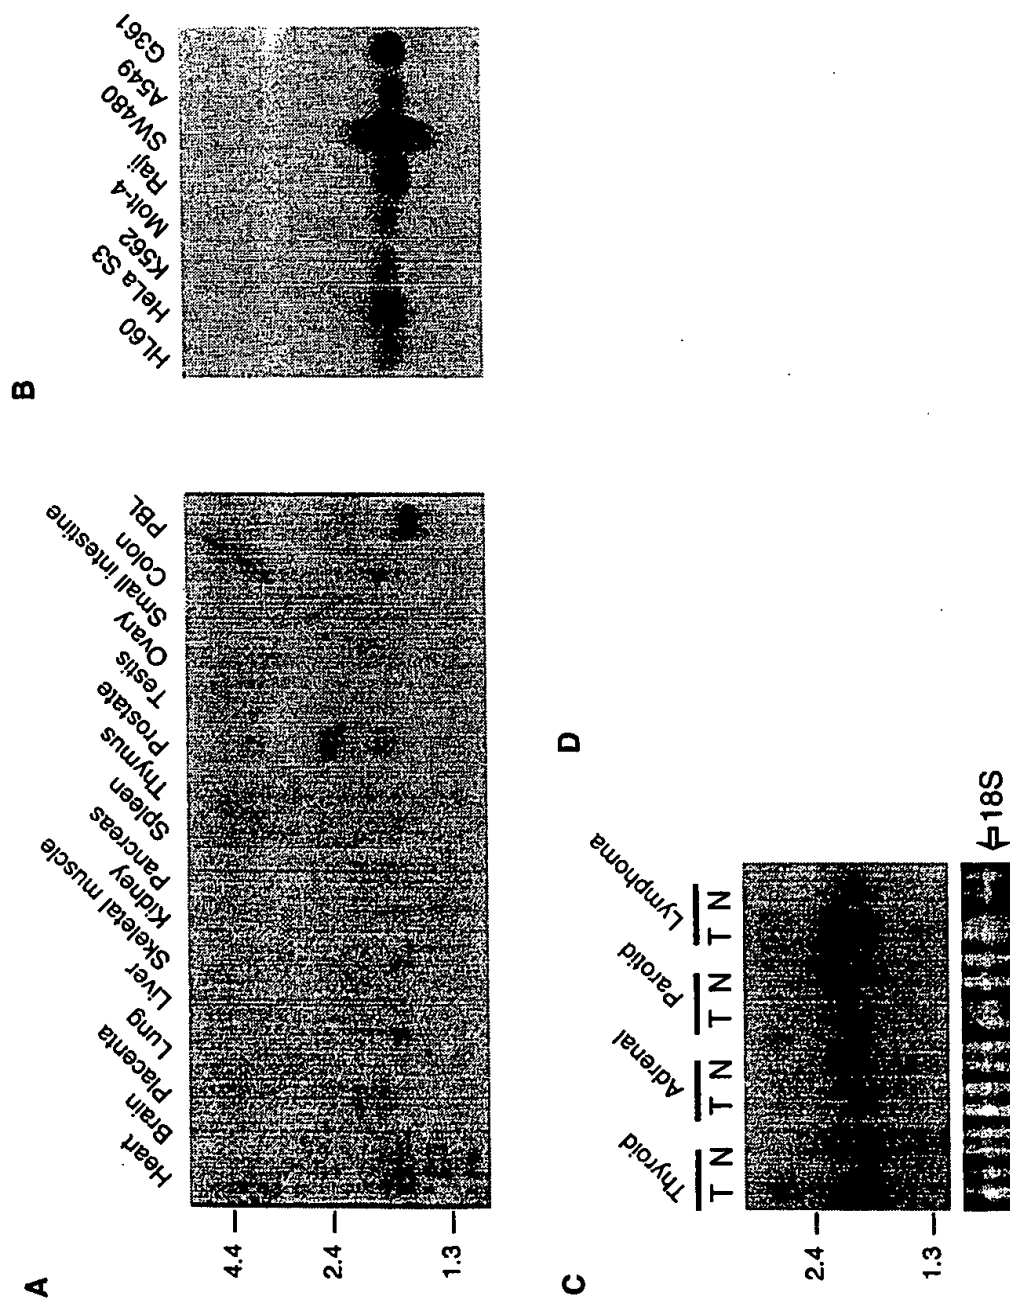 A
Heart
Brain
Placenta
Lung
Liver
Skeletal muscle
Kidney
Pancreas
Spleen
Thymus
Prostate
Testis
Ovary
Small intestine
Colon
PBL
4.4
2.4
1.3
B
HL60
HeLa S3
K562
Molt-4
Raji
SW480
A549
G361
C
Thyroid
Adrenal
Parotid
Lymphoma
T N T N T N T N
2.4
1.3
18S
D